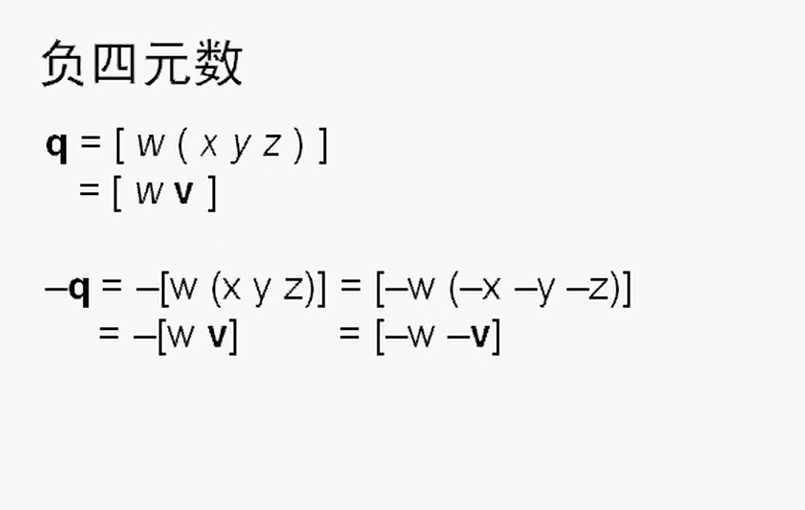 负四元数
q = [ w ( x y z ) ]
= [ w v ]
–q = –[w (x y z)] = [–w (–x –y –z)]
= –[w v] = [–w –v]